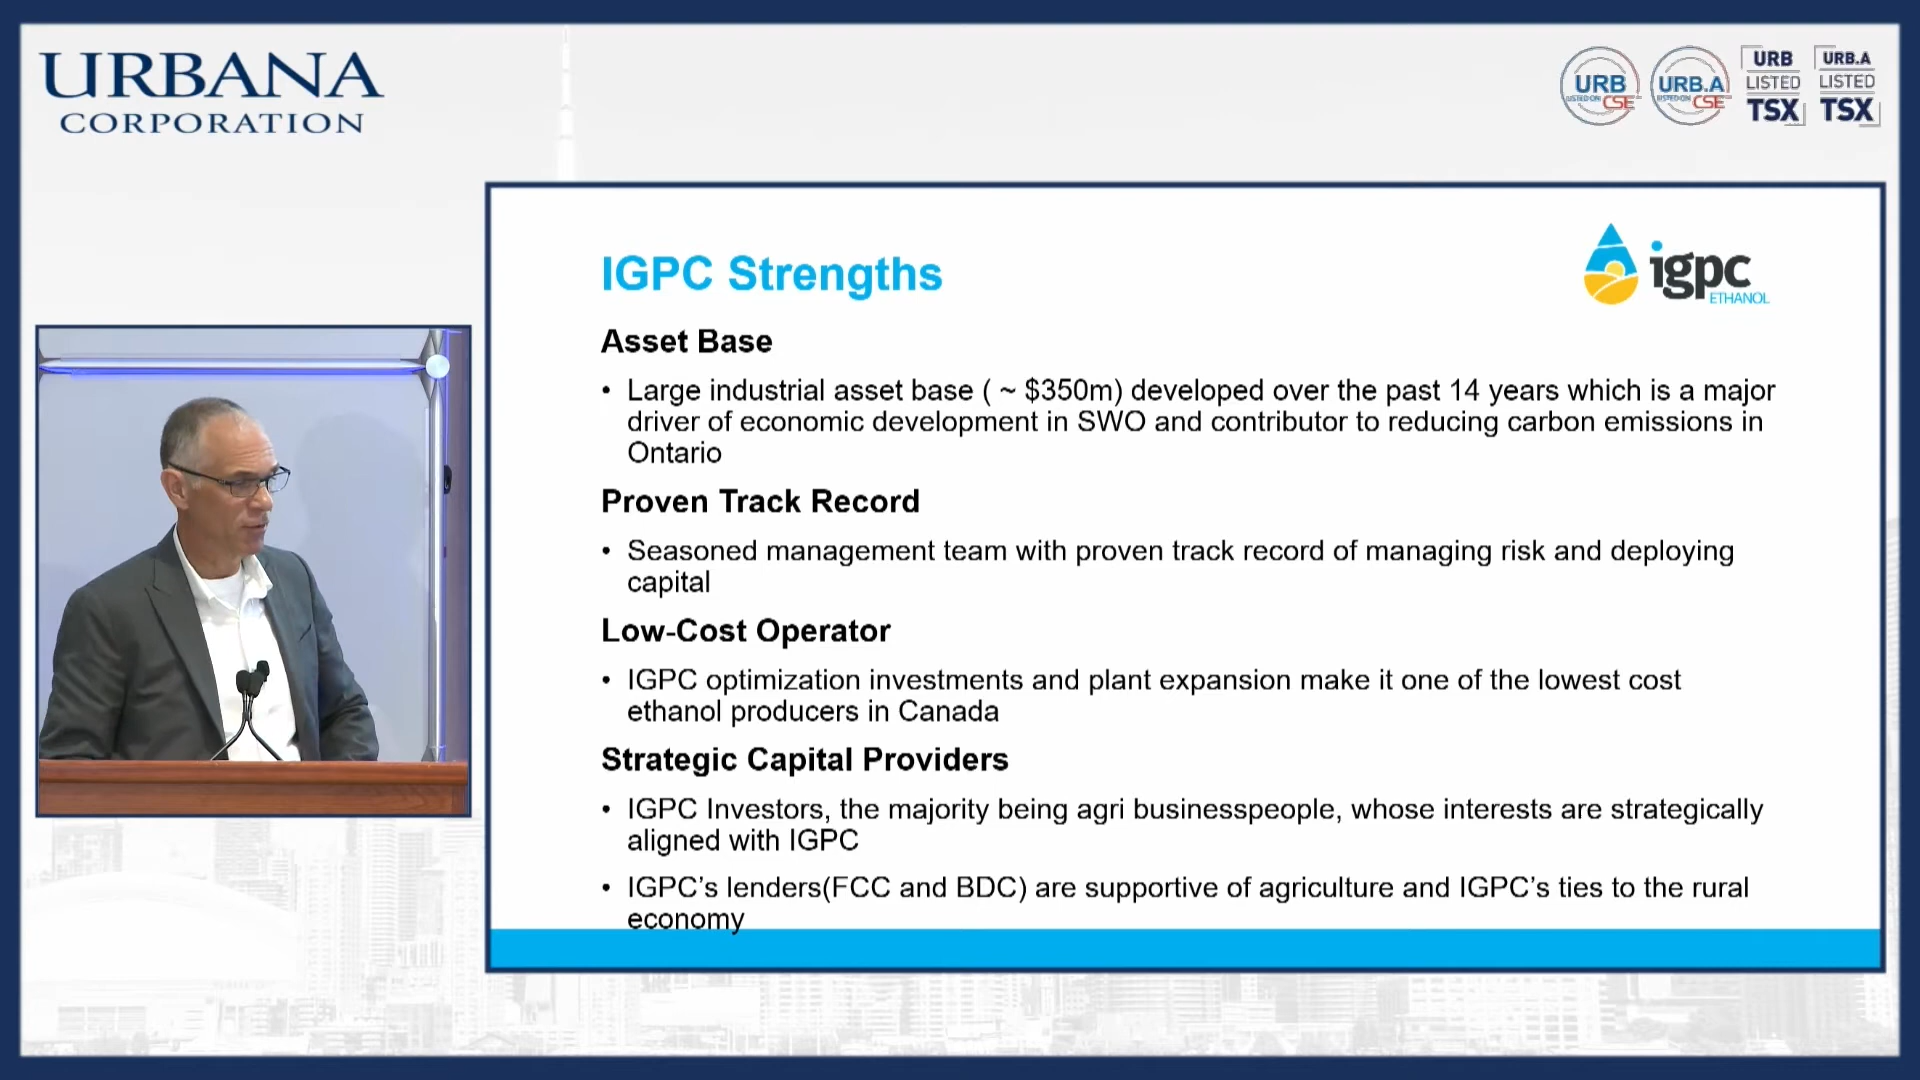 URBANA
CORPORATION
URB
LISTED ON CSE
URB.A
LISTED ON CSE
URB
LISTED
TSX
URB.A
LISTED
TSX
IGPC Strengths
igpc
ETHANOL
Asset Base
• Large industrial asset base ( ~ $350m) developed over the past 14 years which is a major
driver of economic development in SWO and contributor to reducing carbon emissions in
Ontario
Proven Track Record
• Seasoned management team with proven track record of managing risk and deploying
capital
Low-Cost Operator
• IGPC optimization investments and plant expansion make it one of the lowest cost
ethanol producers in Canada
Strategic Capital Providers
• IGPC Investors, the majority being agri businesspeople, whose interests are strategically
aligned with IGPC
• IGPC’s lenders(FCC and BDC) are supportive of agriculture and IGPC’s ties to the rural
economy